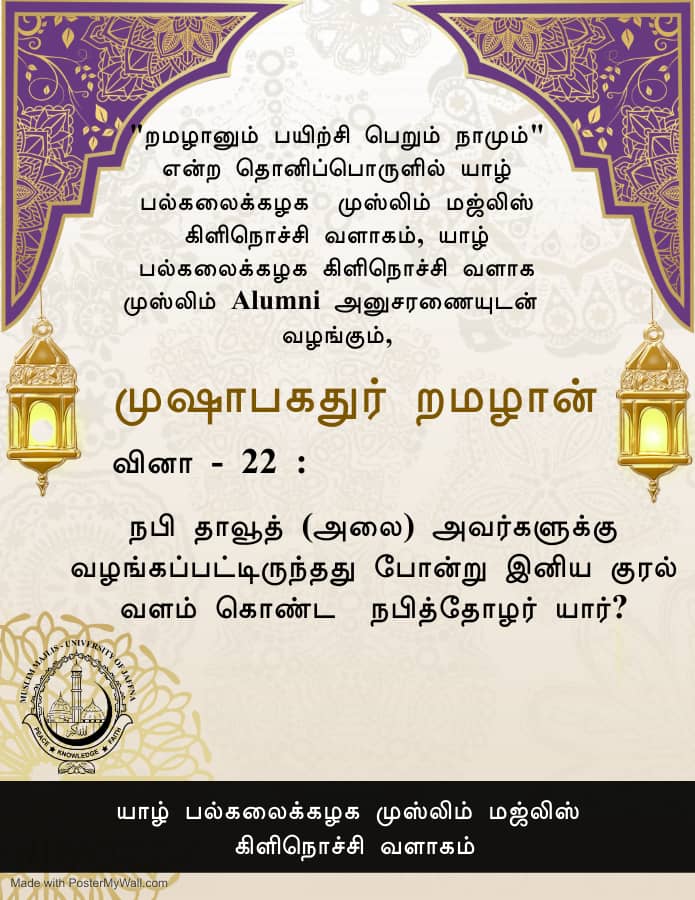 "றமழானும் பயிற்சி பெறும் நாமும்"
என்ற தொனிப்பொருளில் யாழ்
பல்கலைக்கழக முஸ்லிம் மஜ்லிஸ்
கிளிநொச்சி வளாகம், யாழ்
பல்கலைக்கழக கிளிநொச்சி வளாக
முஸ்லிம் Alumni அனுசரணையுடன்
வழங்கும்,
முஷாபகதுர் றமழான்
வினா - 22 :
நபி தாவூத் (அலை) அவர்களுக்கு
வழங்கப்பட்டிருந்தது போன்று இனிய குரல்
வளம் கொண்ட நபித்தோழர் யார்?
MUSLIM MAJLIS - UNIVERSITY OF JAFFNA
PEACE ★ KNOWLEDGE ★ FAITH
யாழ் பல்கலைக்கழக முஸ்லிம் மஜ்லிஸ்
கிளிநொச்சி வளாகம்
Made with PosterMyWall.com